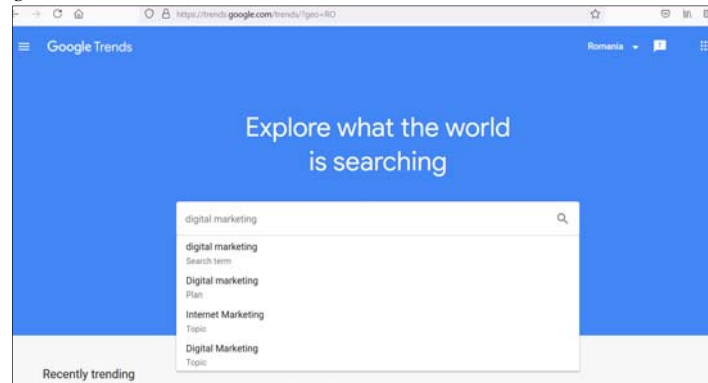 https://trends.google.com/trends/?geo=RO
Google Trends
Romania
Explore what the world
is searching
digital marketing
digital marketing
Search term
Digital marketing
Plan
Internet Marketing
Topic
Digital Marketing
Topic
Recently trending